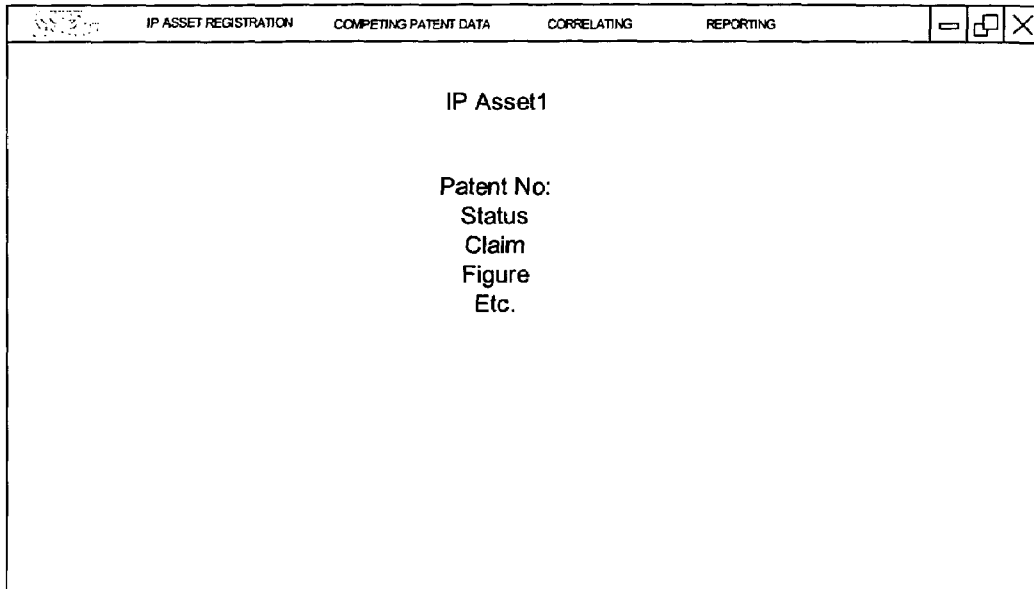 IP ASSET REGISTRATION COMPETING PATENT DATA CORRELATING REPORTING
IP Asset1
Patent No:
Status
Claim
Figure
Etc.